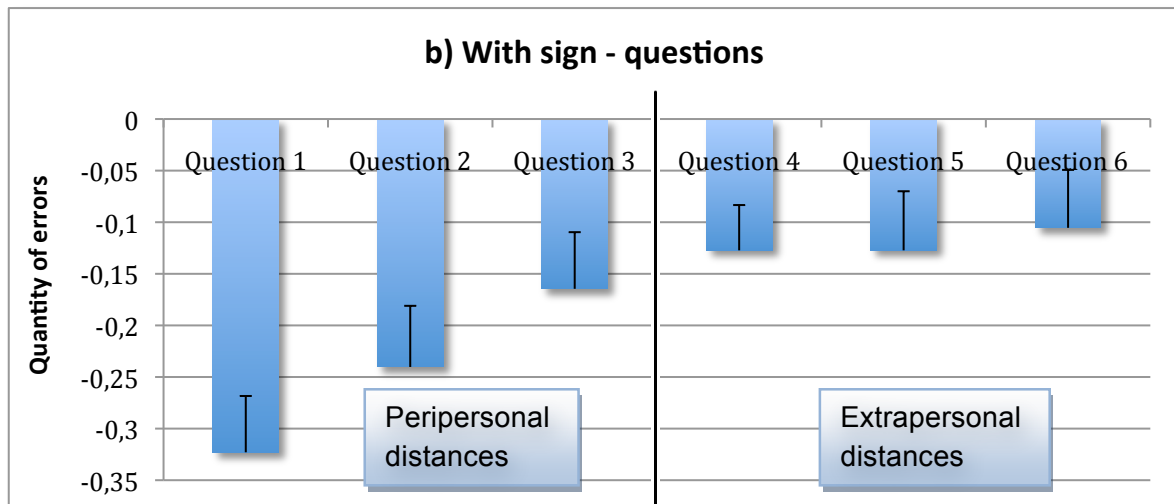 b) With sign - questions
Quantity of errors
0
-0,05
-0,1
-0,15
-0,2
-0,25
-0,3
-0,35
Question 1
Question 2
Question 3
Question 4
Question 5
Question 6
Peripersonal
distances
Extrapersonal
distances